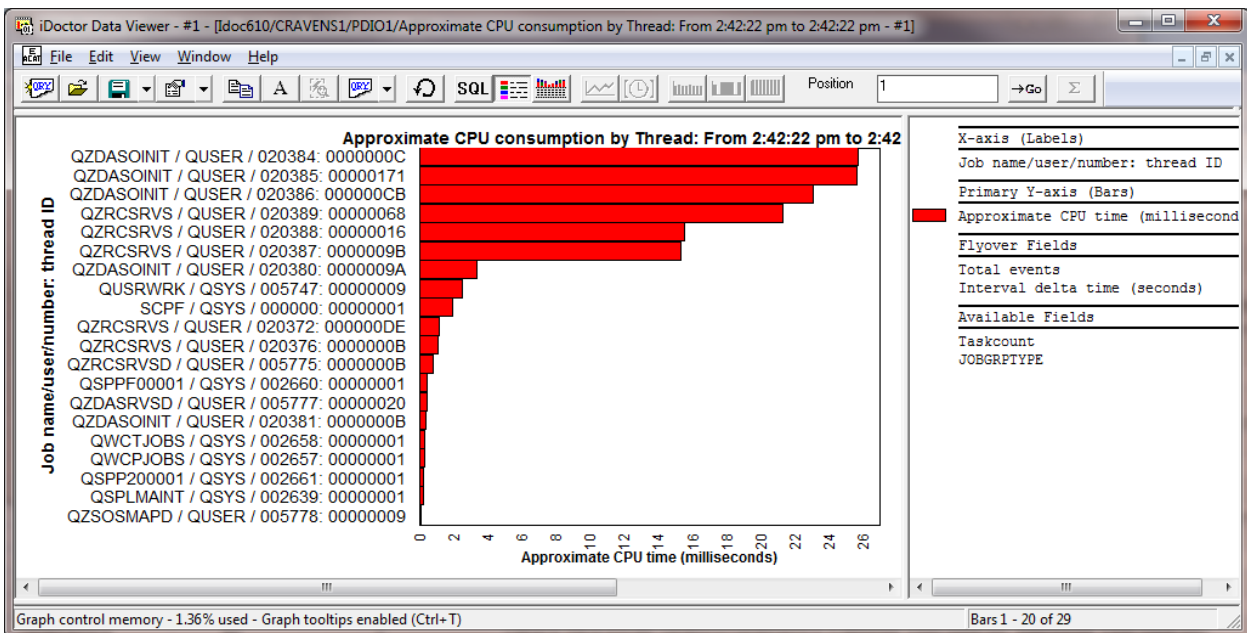 iDoctor Data Viewer - #1 - [Idoc610/CRAVENS1/PDIO1/Approximate CPU consumption by Thread: From 2:42:22 pm to 2:42:22 pm - #1]
File Edit View Window Help
SQL Position 1 →Go Σ
Approximate CPU consumption by Thread: From 2:42:22 pm to 2:42
Job name/user/number: thread ID
QZDASOINIT / QUSER / 020384: 0000000C
QZDASOINIT / QUSER / 020385: 00000171
QZDASOINIT / QUSER / 020386: 000000CB
QZRCSRVS / QUSER / 020389: 00000068
QZRCSRVS / QUSER / 020388: 00000016
QZRCSRVS / QUSER / 020387: 0000009B
QZDASOINIT / QUSER / 020380: 0000009A
QUSRWRK / QSYS / 005747: 00000009
SCPF / QSYS / 000000: 00000001
QZRCSRVS / QUSER / 020372: 000000DE
QZRCSRVS / QUSER / 020376: 0000000B
QZRCSRVSD / QUSER / 005775: 0000000B
QSPPF00001 / QSYS / 002660: 00000001
QZDASRVSD / QUSER / 005777: 00000020
QZDASOINIT / QUSER / 020381: 0000000B
QWCTJOBS / QSYS / 002658: 00000001
QWCPJOBS / QSYS / 002657: 00000001
QSPP200001 / QSYS / 002661: 00000001
QSPLMAINT / QSYS / 002639: 00000001
QZSOSMAPD / QUSER / 005778: 00000009
0 2 4 6 8 10 12 14 16 18 20 22 24 26
Approximate CPU time (milliseconds)
X-axis (Labels)
Job name/user/number: thread ID
Primary Y-axis (Bars)
Approximate CPU time (millisecond
Flyover Fields
Total events
Interval delta time (seconds)
Available Fields
Taskcount
JOBGRPTYPE
Graph control memory - 1.36% used - Graph tooltips enabled (Ctrl+T)
Bars 1 - 20 of 29